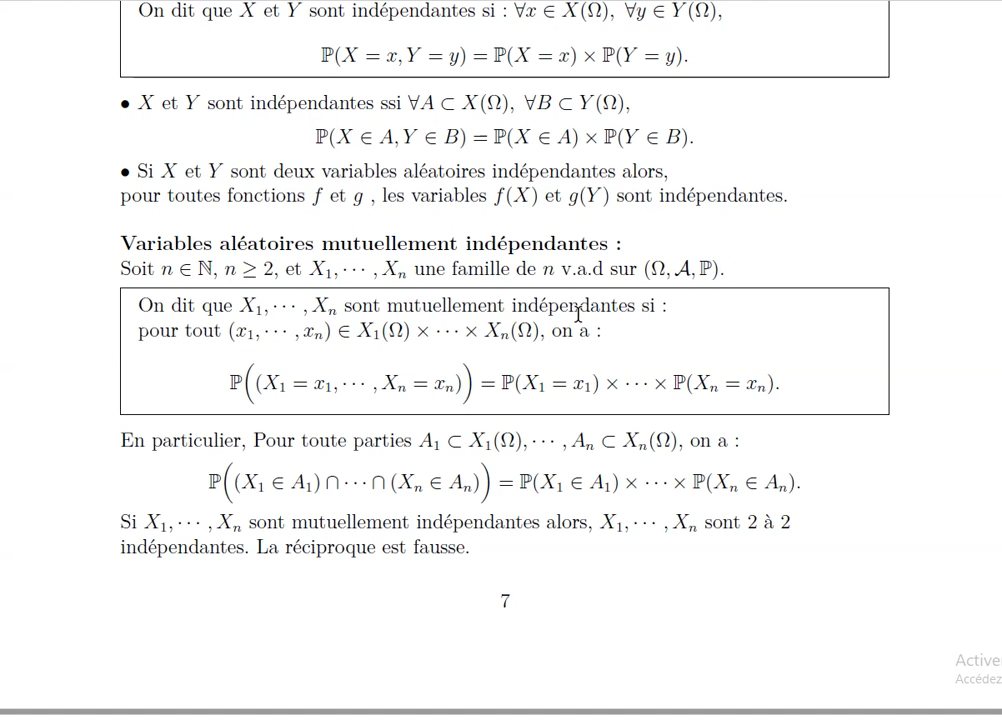 On dit que X et Y sont indépendantes si : ∀x ∈ X(Ω), ∀y ∈ Y(Ω),
ℙ(X = x, Y = y) = ℙ(X = x) × ℙ(Y = y).
• X et Y sont indépendantes ssi ∀A ⊂ X(Ω), ∀B ⊂ Y(Ω),
ℙ(X ∈ A, Y ∈ B) = ℙ(X ∈ A) × ℙ(Y ∈ B).
• Si X et Y sont deux variables aléatoires indépendantes alors,
pour toutes fonctions f et g , les variables f(X) et g(Y) sont indépendantes.
Variables aléatoires mutuellement indépendantes :
Soit n ∈ ℕ, n ≥ 2, et X₁, ⋯ , Xₙ une famille de n v.a.d sur (Ω, 𝒜, ℙ).
On dit que X₁, ⋯ , Xₙ sont mutuellement indépendantes si :
pour tout (x₁, ⋯ , xₙ) ∈ X₁(Ω) × ⋯ × Xₙ(Ω), on a :
ℙ((X₁ = x₁, ⋯ , Xₙ = xₙ)) = ℙ(X₁ = x₁) × ⋯ × ℙ(Xₙ = xₙ).
En particulier, Pour toute parties A₁ ⊂ X₁(Ω), ⋯ , Aₙ ⊂ Xₙ(Ω), on a :
ℙ((X₁ ∈ A₁) ∩ ⋯ ∩ (Xₙ ∈ Aₙ)) = ℙ(X₁ ∈ A₁) × ⋯ × ℙ(Xₙ ∈ Aₙ).
Si X₁, ⋯ , Xₙ sont mutuellement indépendantes alors, X₁, ⋯ , Xₙ sont 2 à 2
indépendantes. La réciproque est fausse.
7
Active
Accédez